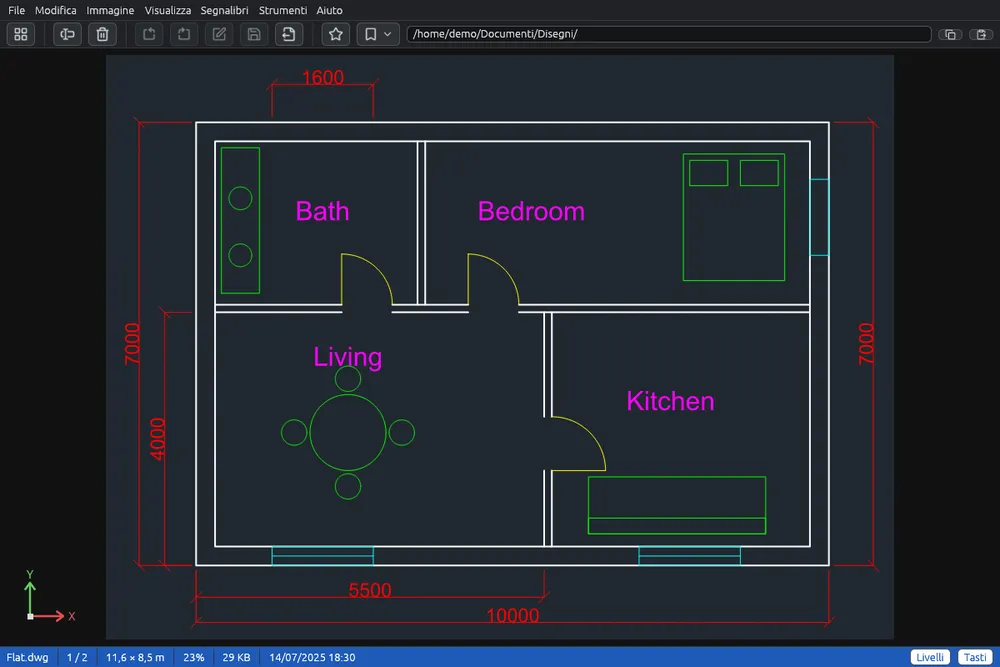 File Modifica Immagine Visualizza Segnalibri Strumenti Aiuto
/home/demo/Documenti/Disegni/
1600
Bath
Bedroom
7000
7000
Living
Kitchen
4000
Y
X
5500
10000
Flat.dwg 1 / 2 11,6 × 8,5 m 23% 29 KB 14/07/2025 18:30 Livelli Tasti